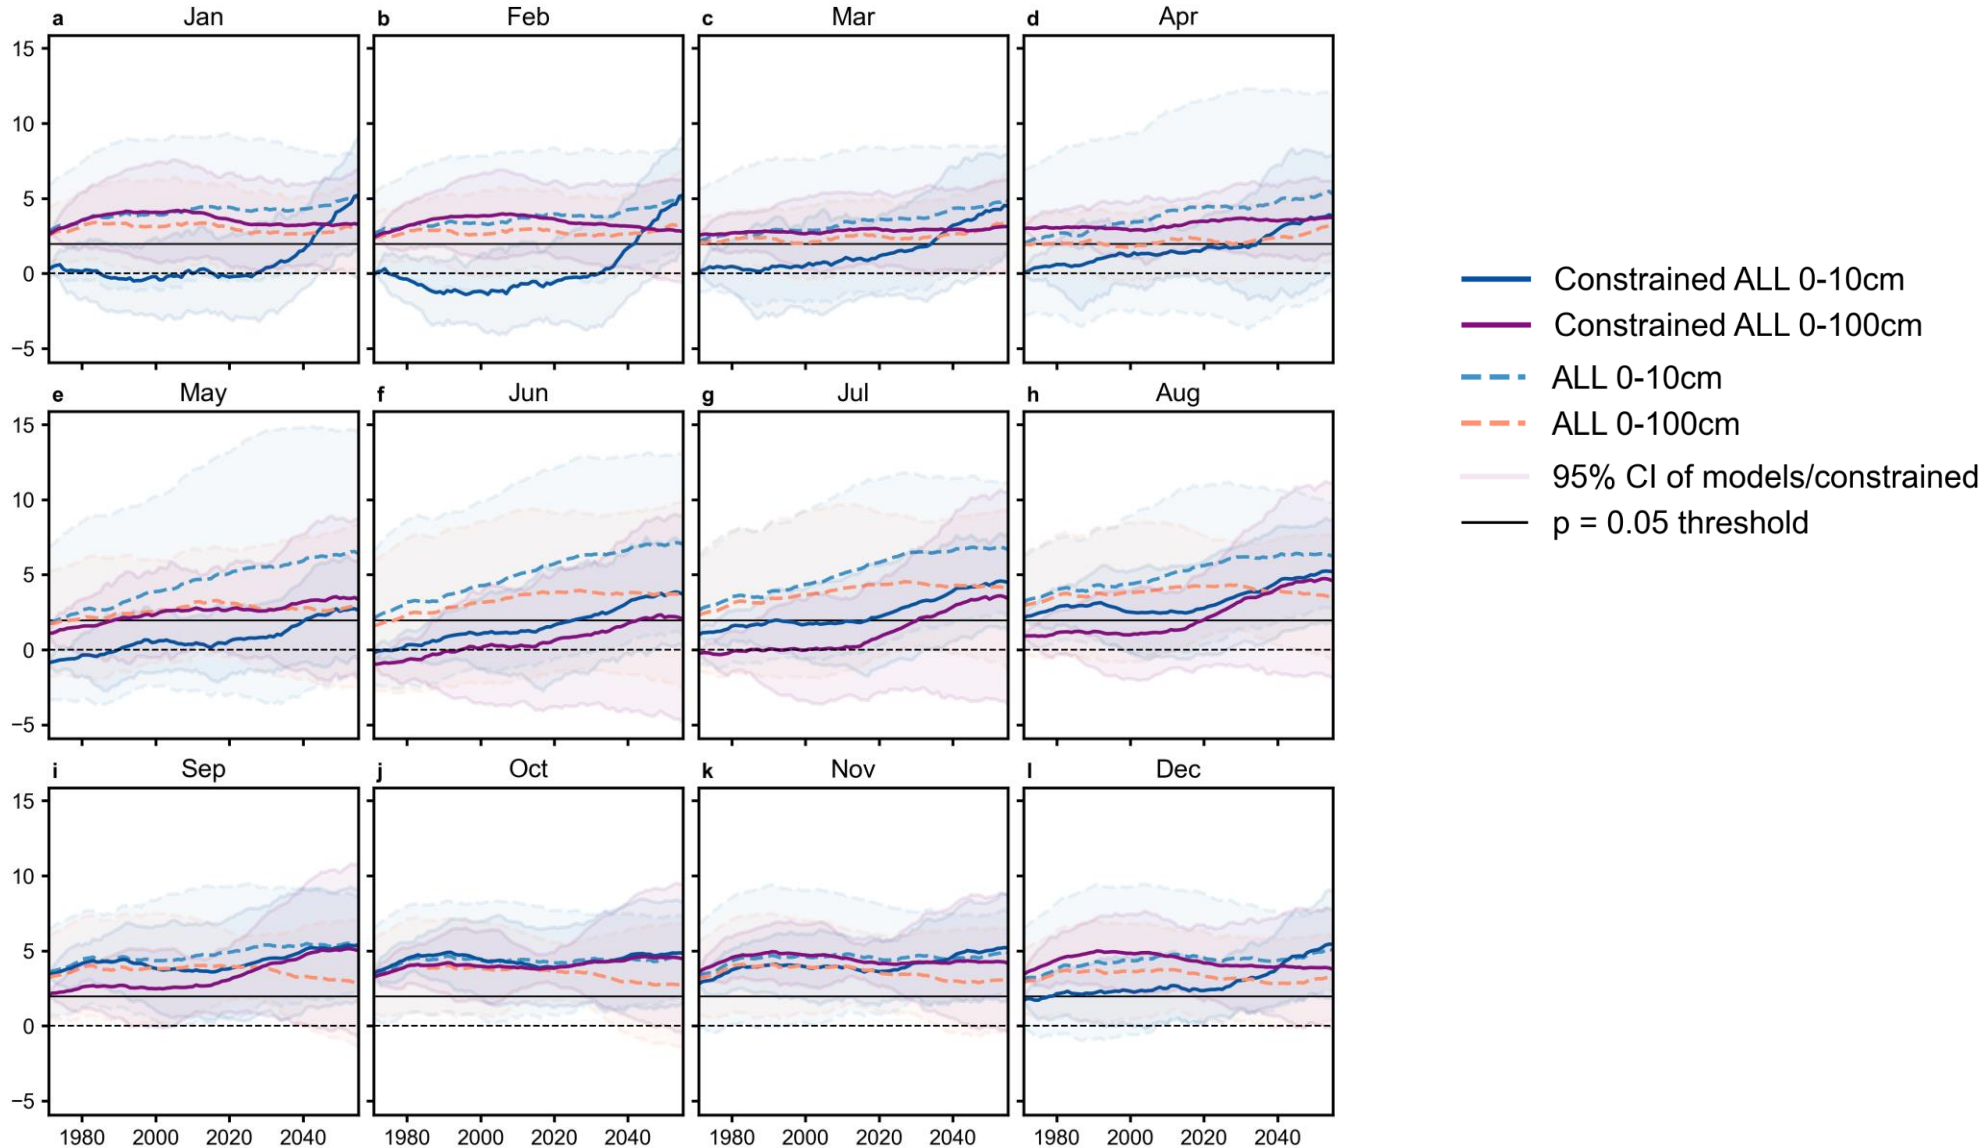 a Jan b Feb c Mar d Apr
15
10
5
0
−5
e May f Jun g Jul h Aug
15
10
5
0
−5
i Sep j Oct k Nov l Dec
15
10
5
0
−5
1980 2000 2020 2040 1980 2000 2020 2040 1980 2000 2020 2040 1980 2000 2020 2040
Constrained ALL 0-10cm
Constrained ALL 0-100cm
ALL 0-10cm
ALL 0-100cm
95% CI of models/constrained
p = 0.05 threshold